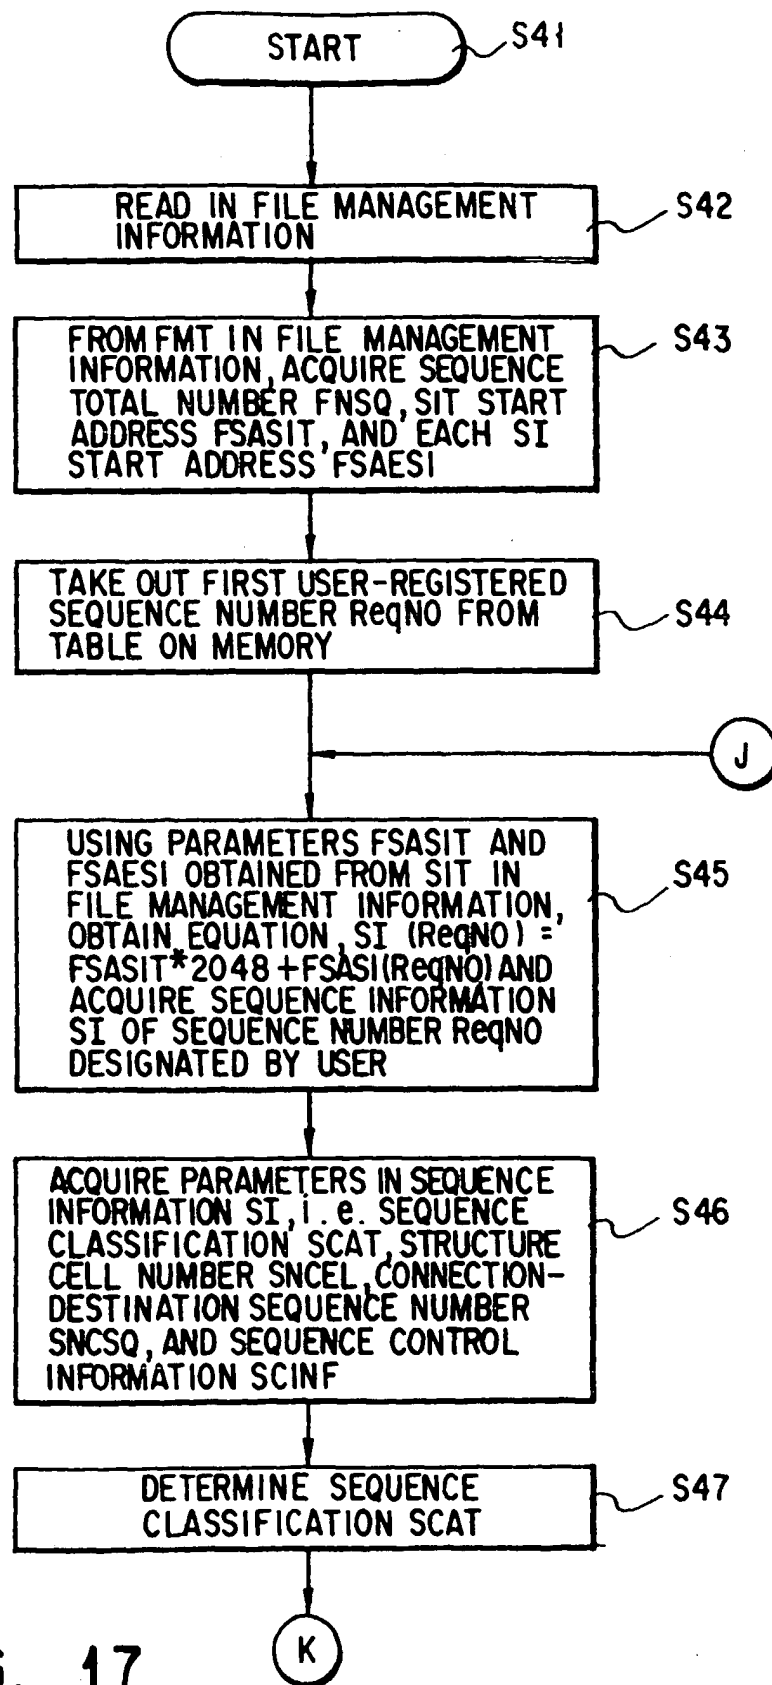 START
S41
READ IN FILE MANAGEMENT
INFORMATION
S42
FROM FMT IN FILE MANAGEMENT
INFORMATION, ACQUIRE SEQUENCE
TOTAL NUMBER FNSQ, SIT START
ADDRESS FSASIT, AND EACH SI
START ADDRESS FSAESI
S43
TAKE OUT FIRST USER-REGISTERED
SEQUENCE NUMBER ReqNO FROM
TABLE ON MEMORY
S44
J
USING PARAMETERS FSASIT AND
FSAESI OBTAINED FROM SIT IN
FILE MANAGEMENT INFORMATION,
OBTAIN EQUATION, SI (ReqNO) =
FSASIT*2048+FSASI(ReqNO) AND
ACQUIRE SEQUENCE INFORMATION
SI OF SEQUENCE NUMBER ReqNO
DESIGNATED BY USER
S45
ACQUIRE PARAMETERS IN SEQUENCE
INFORMATION SI, i.e. SEQUENCE
CLASSIFICATION SCAT, STRUCTURE
CELL NUMBER SNCEL, CONNECTION-
DESTINATION SEQUENCE NUMBER
SNCSQ, AND SEQUENCE CONTROL
INFORMATION SCINF
S46
DETERMINE SEQUENCE
CLASSIFICATION SCAT
S47
K
17